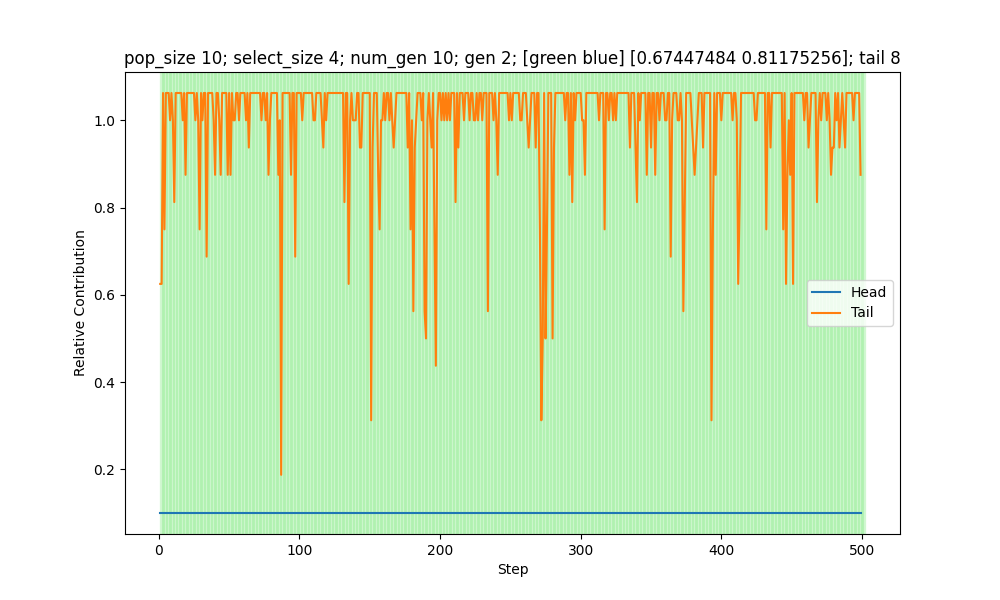 pop_size 10; select_size 4; num_gen 10; gen 2; [green blue] [0.67447484 0.81175256]; tail 8
1.0
0.8
0.6
0.4
0.2
Relative Contribution
Head
Tail
0 100 200 300 400 500
Step